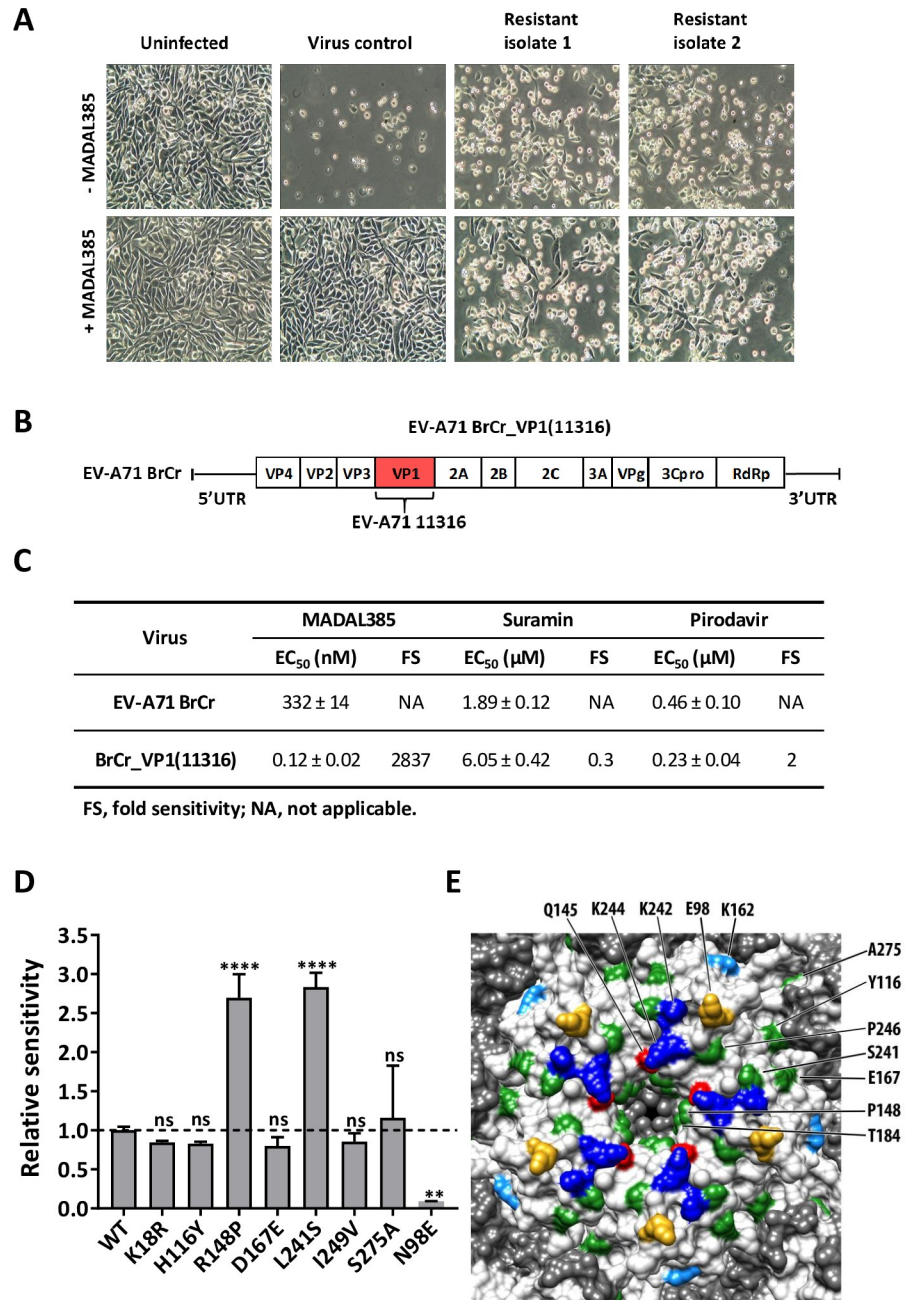 A
Uninfected
Virus control
Resistant
isolate 1
Resistant
isolate 2
- MADAL385
+ MADAL385
B
EV-A71 BrCr_VP1(11316)
EV-A71 BrCr
VP4 VP2 VP3 VP1 2A 2B 2C 3A VPg 3Cpro RdRp
5’UTR
3’UTR
EV-A71 11316
C
Virus
MADAL385 Suramin Pirodavir
EC50 (nM) FS EC50 (μM) FS EC50 (μM) FS
EV-A71 BrCr 332 ± 14 NA 1.89 ± 0.12 NA 0.46 ± 0.10 NA
BrCr_VP1(11316) 0.12 ± 0.02 2837 6.05 ± 0.42 0.3 0.23 ± 0.04 2
FS, fold sensitivity; NA, not applicable.
D
Relative sensitivity
3.5
3.0
2.5
2.0
1.5
1.0
0.5
0.0
ns ns **** ns **** ns ns **
WT K18R H116Y R148P D167E L241S I249V S275A N98E
E
Q145 K244 K242 E98 K162
A275
Y116
P246
S241
E167
P148
T184